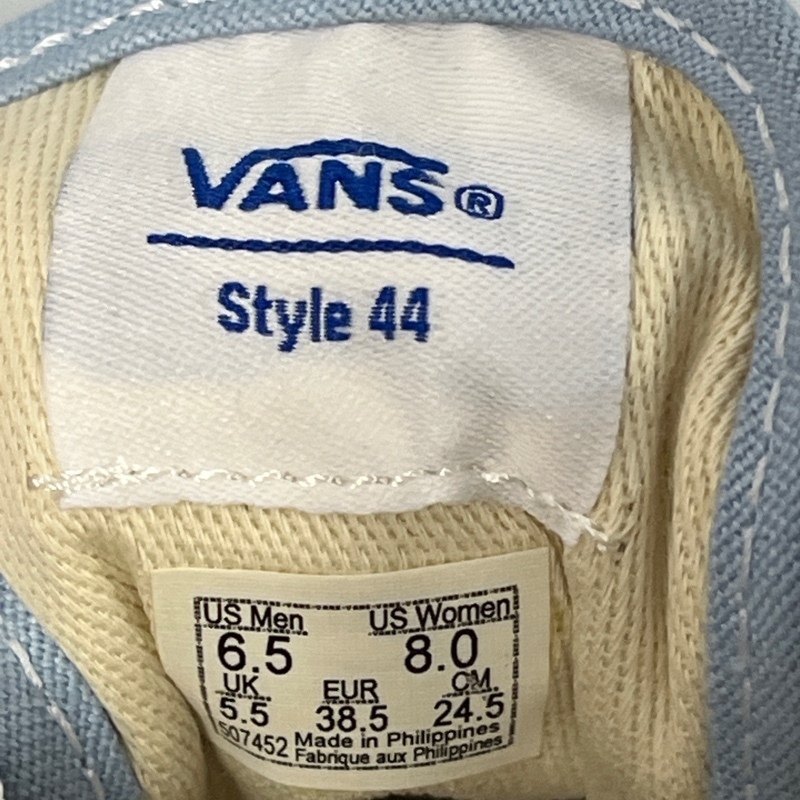 VANS®
Style 44
US Men US Women
6.5 8.0
UK EUR CM
5.5 38.5 24.5
507452 Made in Philippines
Fabrique aux Philippines